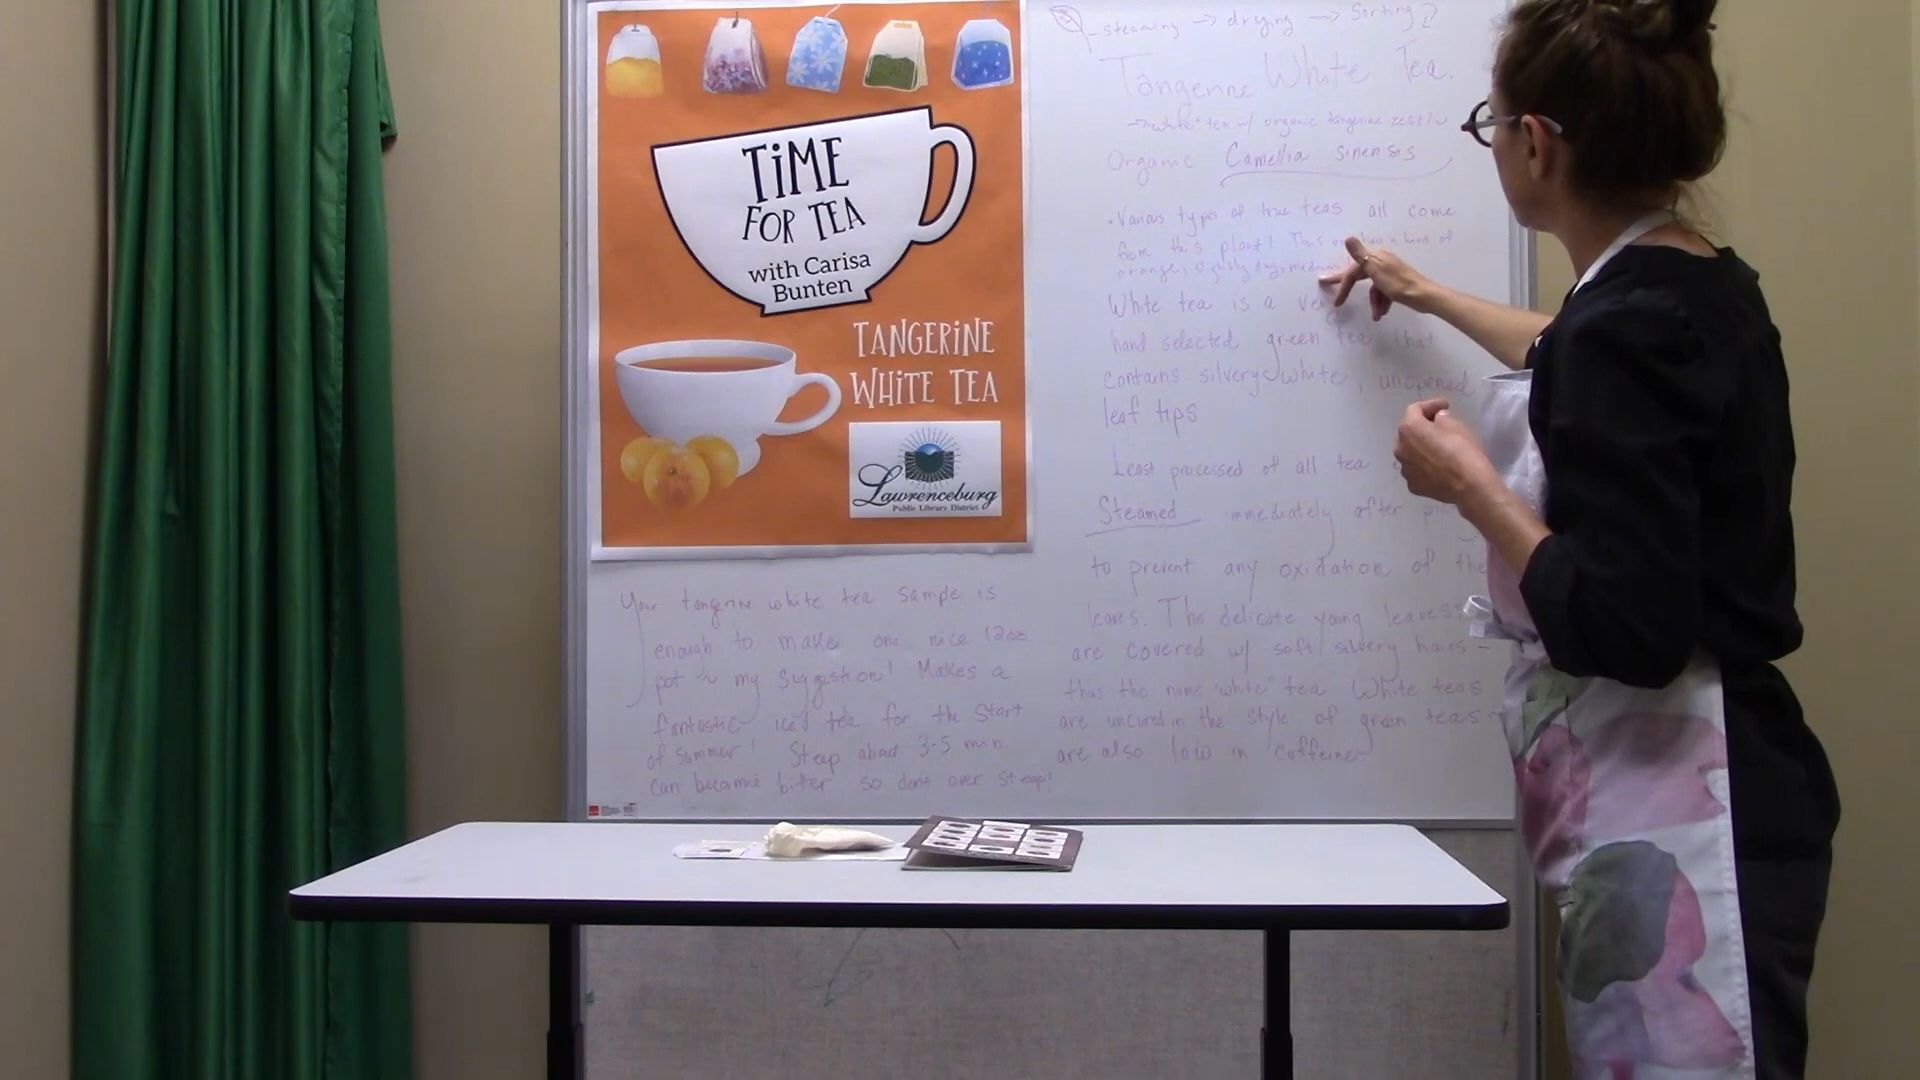 TiME
FOR TEA
with Carisa
Bunten
TANGERiNE
WHiTE TEA
Lawrenceburg
Public Library District
Your tangerine white tea sample is
enough to make one nice 12oz
pot my suggestion! Makes a
fantastic iced tea for the start
of summer! Steep about 3-5 min.
can become bitter so don't over steep!
- steaming → drying → Sorting
Tangerine White Tea.
→ "white" tea w/ organic tangerine zest
Organic Camellia sinensis
• Various types of true teas all come
from this plant! This hint of
orange, slightly dry, medium
White tea is a
hand selected green tea that
contains silvery white, unopened
leaf tips
Least processed of all tea
Steamed immediately after
to prevent any oxidation of the
leaves. The delicate young leaves
are covered w/ soft silvery hairs -
thus the name "white" tea White teas
are uncured in the style of green teas
are also low in caffeine